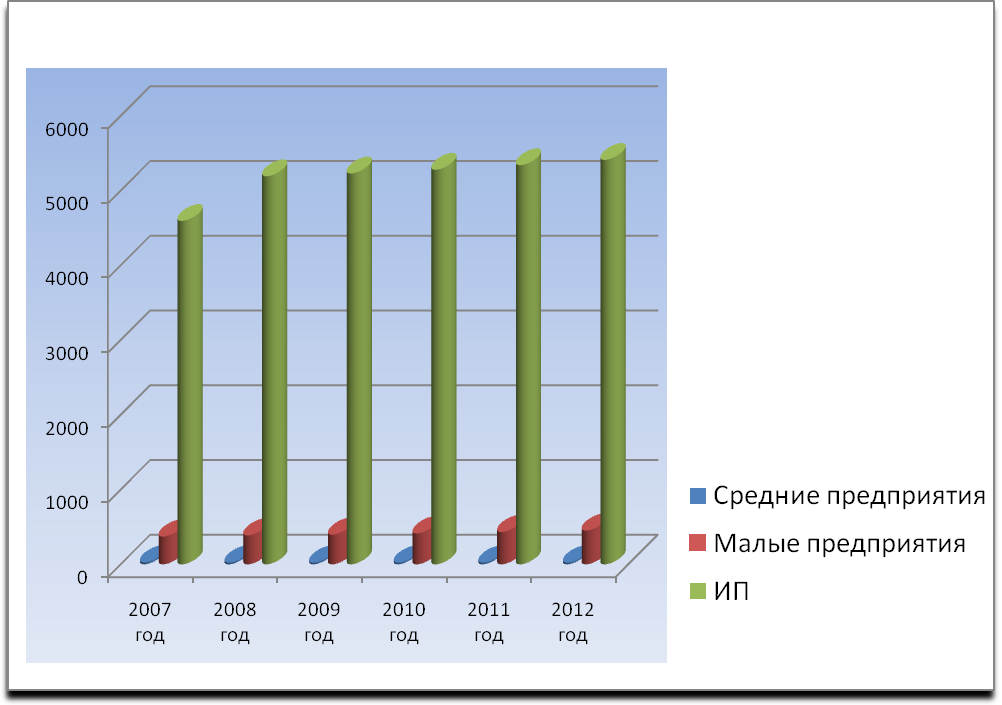 6000
5000
4000
3000
2000
1000
0
2007 год
2008 год
2009 год
2010 год
2011 год
2012 год
Средние предприятия
Малые предприятия
ИП